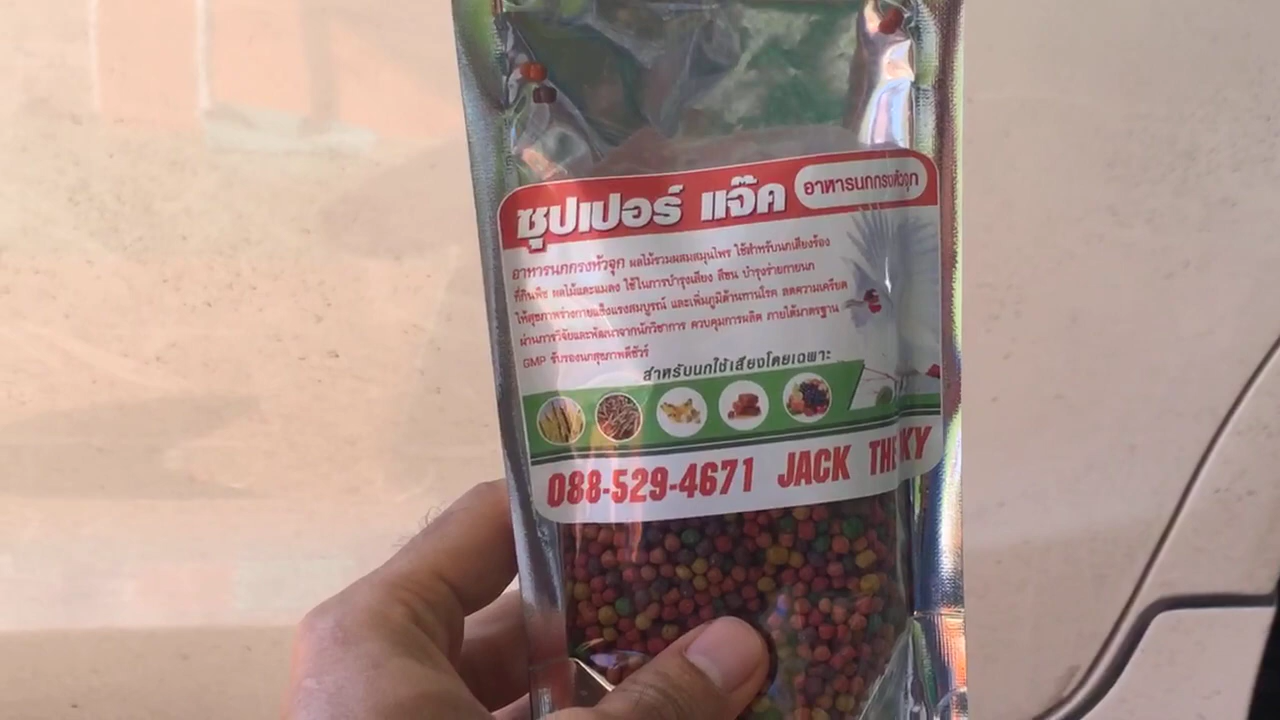 ซุปเปอร์ แจ๊ค
อาหารนกกรงหัวจุก
อาหารนกกรงหัวจุก ผลไม้รวมผสมสมุนไพร ใช้สำหรับนกเสียงร้อง
ที่กินพืช ผลไม้และแมลง ใช้ในการบำรุงเสียง สีขน บำรุงร่ายกายนก
ให้สุขภาพร่างกายแข็งแรงสมบูรณ์ และเพิ่มภูมิต้านทานโรค ลดความเครียด
ผ่านการวิจัยและพัฒนาจากนักวิชาการ ควบคุมการผลิต ภายใต้มาตรฐาน
GMP รับรองนกสุขภาพดีชัวร์
สำหรับนกใช้เสียงโดยเฉพาะ
088-529-4671 JACK